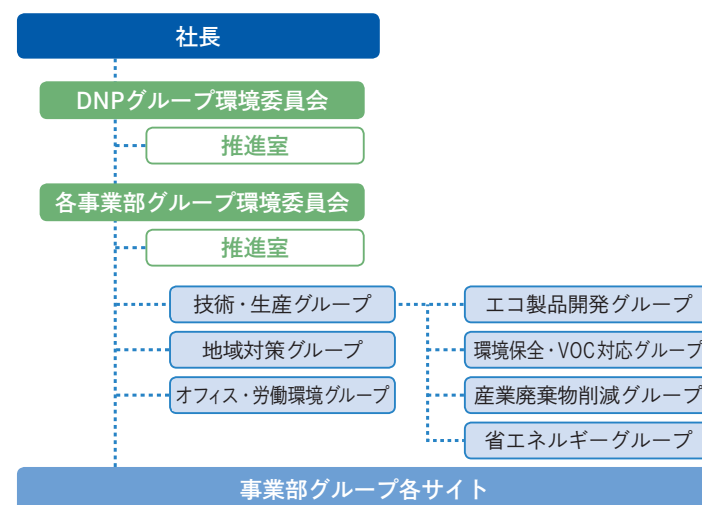 社長
DNPグループ環境委員会
推進室
各事業部グループ環境委員会
推進室
技術・生産グループ
エコ製品開発グループ
地域対策グループ
環境保全・VOC対応グループ
オフィス・労働環境グループ
産業廃棄物削減グループ
省エネルギーグループ
事業部グループ各サイト